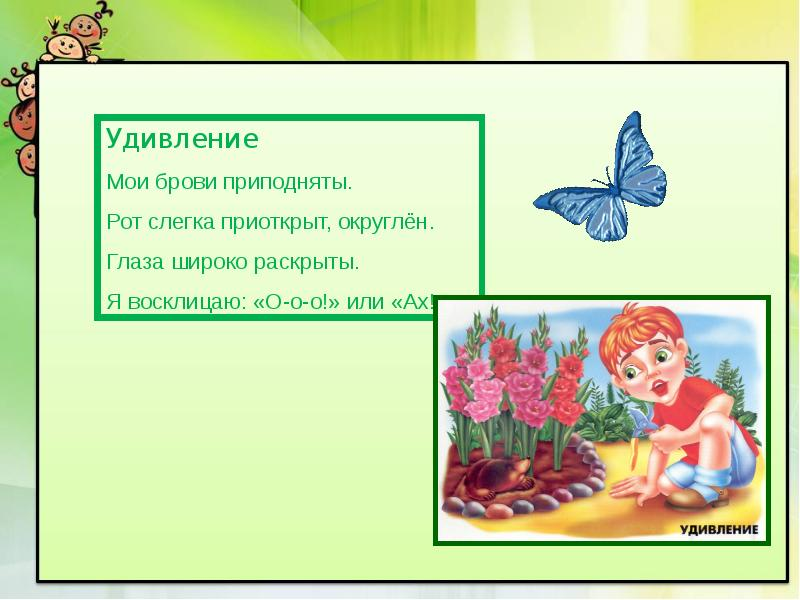 Удивление
Мои брови приподняты.
Рот слегка приоткрыт, округлён.
Глаза широко раскрыты.
Я восклицаю: «О-о-о!» или «Ах!
УДИВЛЕНИЕ